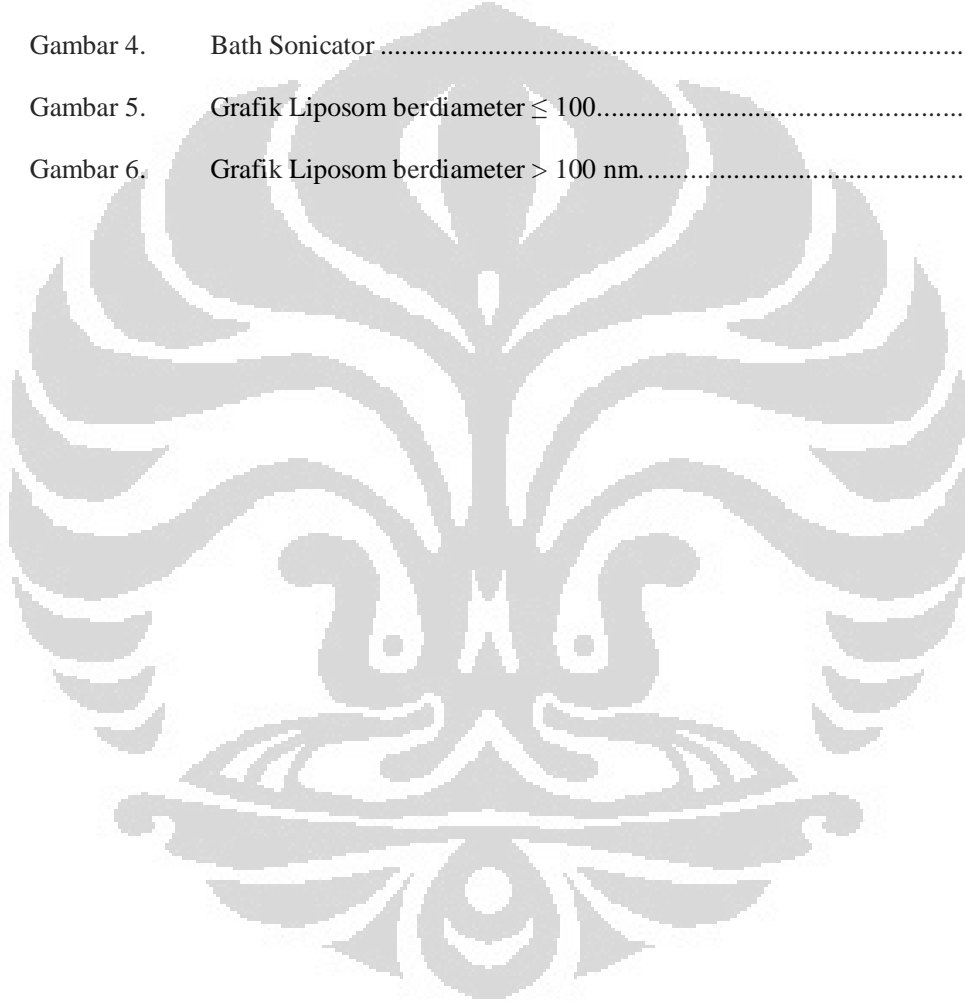 Gambar 4. Bath Sonicator ........................................................................................
Gambar 5. Grafik Liposom berdiameter ≤ 100......................................................
Gambar 6. Grafik Liposom berdiameter > 100 nm................................................